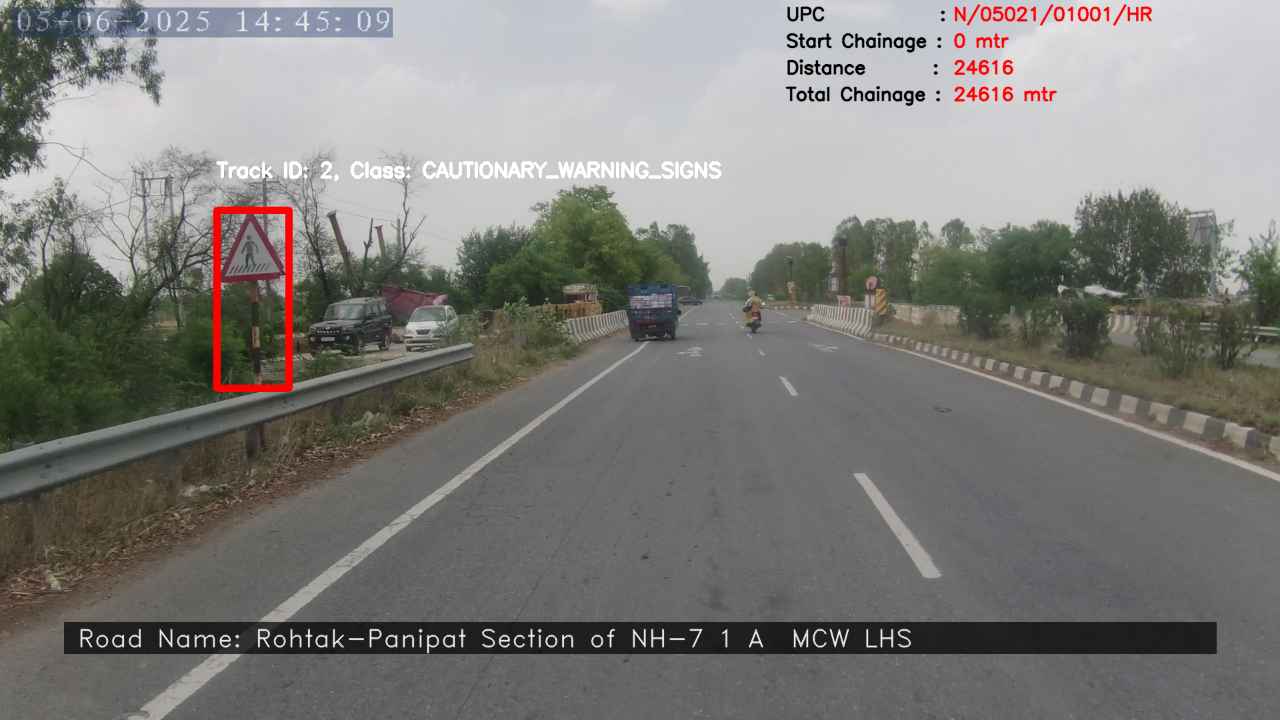 05-06-2025 14:45:09
UPC : N/05021/01001/HR
Start Chainage : 0 mtr
Distance : 24616
Total Chainage : 24616 mtr
Track ID: 2, Class: CAUTIONARY_WARNING_SIGNS
Road Name: Rohtak-Panipat Section of NH-7 1 A MCW LHS